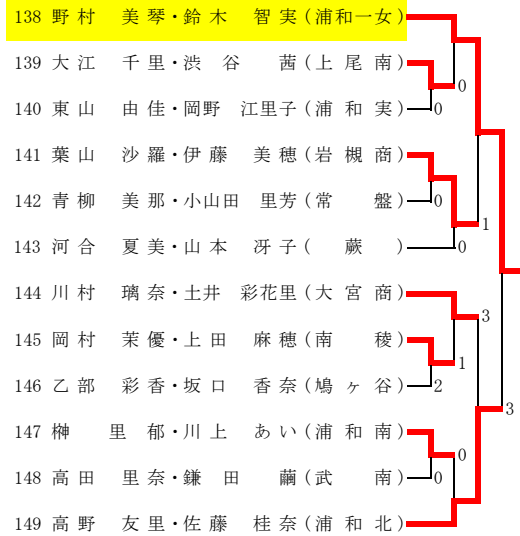 138 野村 美琴・鈴木 智実(浦和一女)
139 大江 千里・渋谷 茜(上尾南)
0
140 東山 由佳・岡野 江里子(浦和実)
0
141 葉山 沙羅・伊藤 美穂(岩槻商)
142 青柳 美那・小山田 里芳(常盤)
0
1
143 河合 夏美・山本 冴子(蕨)
0
144 川村 璃奈・土井 彩花里(大宮商)
3
145 岡村 茉優・上田 麻穂(南稜)
1
146 乙部 彩香・坂口 香奈(鳩ヶ谷)
2
3
147 榊 里郁・川上 あい(浦和南)
0
148 高田 里奈・鎌田 繭(武南)
0
149 高野 友里・佐藤 桂奈(浦和北)